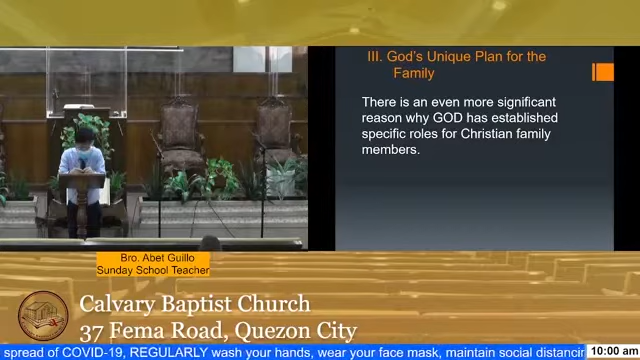 III. God's Unique Plan for the
Family
There is an even more significant
reason why GOD has established
specific roles for Christian family
members.
Bro. Abet Guillo
Sunday School Teacher
Calvary Baptist Church
37 Fema Road, Quezon City
spread of COVID-19, REGULARLY wash your hands, wear your face mask, maintain social distancin
10:00 am